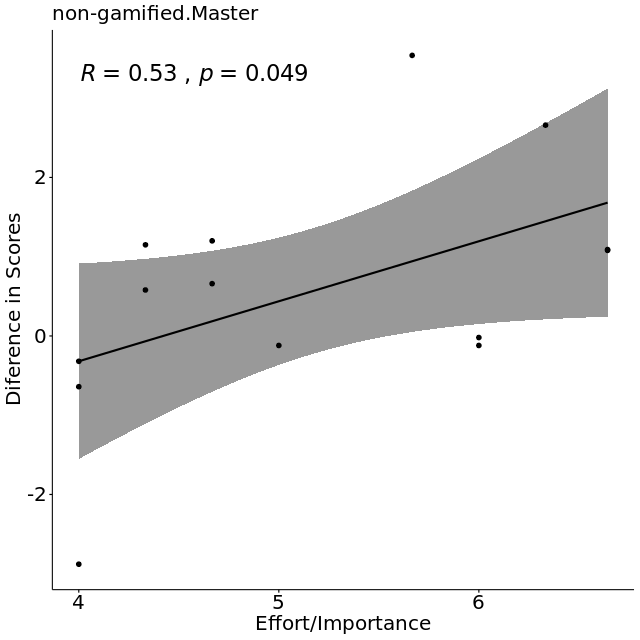 non-gamified.Master
R = 0.53 , p = 0.049
Diference in Scores
2
0
-2
4
5
6
Effort/Importance